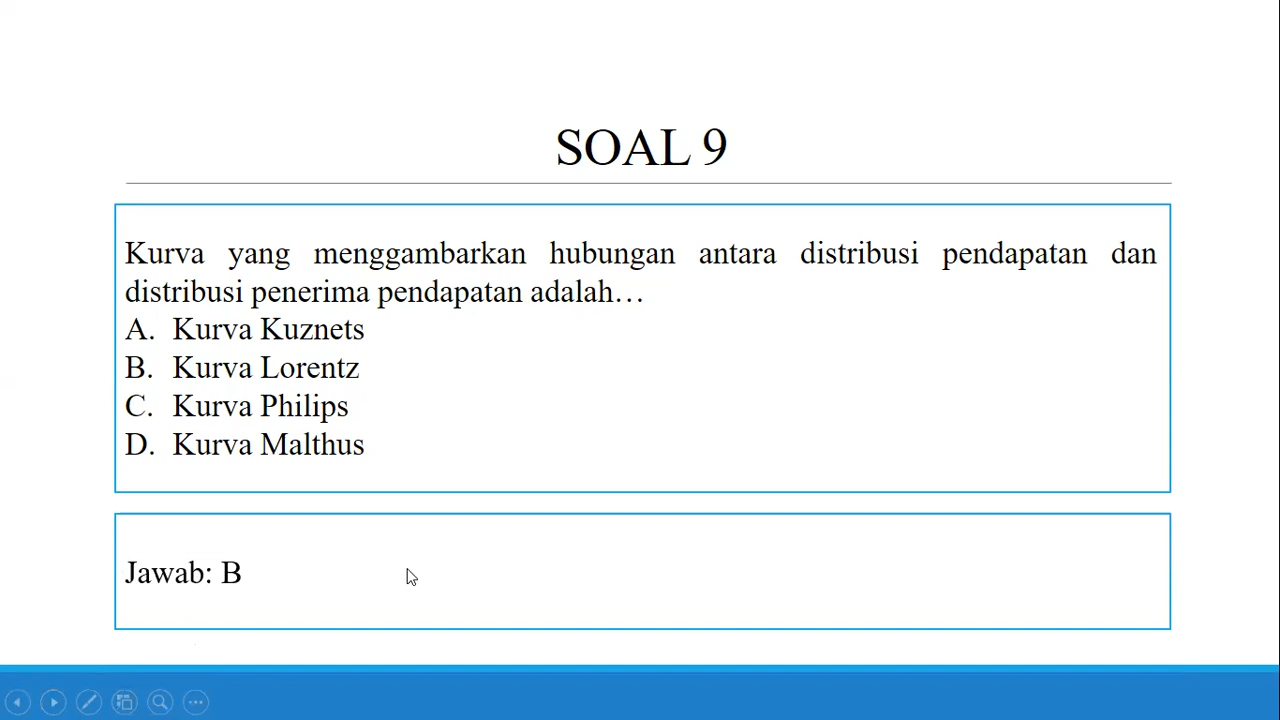 SOAL 9
Kurva yang menggambarkan hubungan antara distribusi pendapatan dan
distribusi penerima pendapatan adalah…
A. Kurva Kuznets
B. Kurva Lorentz
C. Kurva Philips
D. Kurva Malthus
Jawab: B